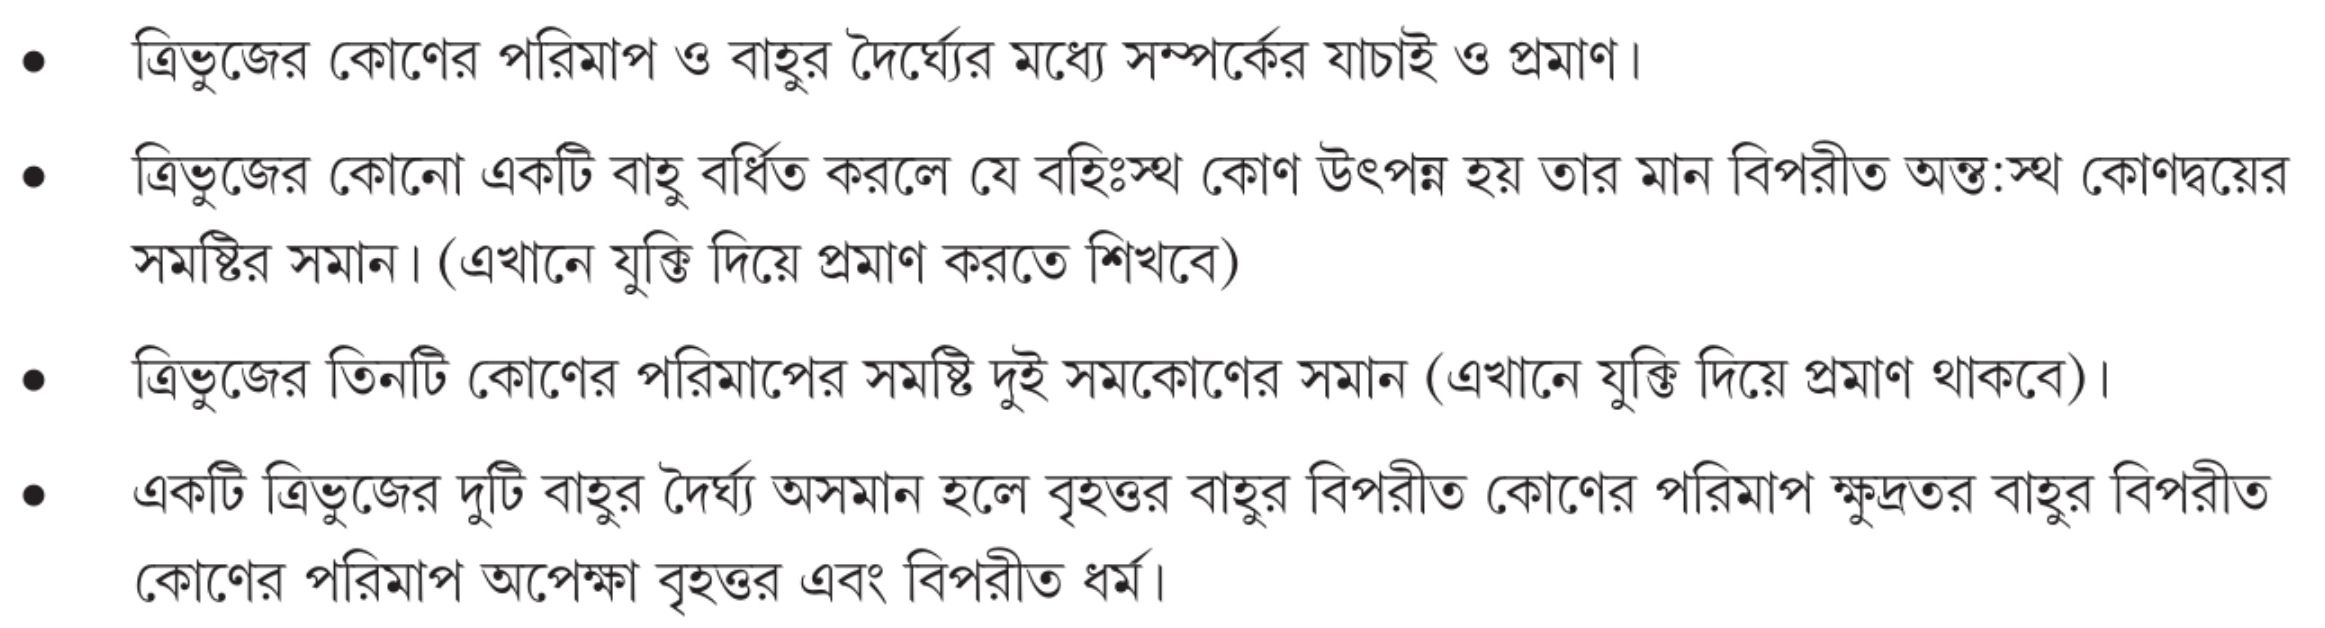 • ত্রিভুজের কোণের পরিমাপ ও বাহুর দৈর্ঘ্যের মধ্যে সম্পর্কের যাচাই ও প্রমাণ।
• ত্রিভুজের কোনো একটি বাহু বর্ধিত করলে যে বহিঃস্থ কোণ উৎপন্ন হয় তার মান বিপরীত অন্ত:স্থ কোণদ্বয়ের
সমষ্টির সমান। (এখানে যুক্তি দিয়ে প্রমাণ করতে শিখবে)
• ত্রিভুজের তিনটি কোণের পরিমাপের সমষ্টি দুই সমকোণের সমান (এখানে যুক্তি দিয়ে প্রমাণ থাকবে)।
• একটি ত্রিভুজের দুটি বাহুর দৈর্ঘ্য অসমান হলে বৃহত্তর বাহুর বিপরীত কোণের পরিমাপ ক্ষুদ্রতর বাহুর বিপরীত
কোণের পরিমাপ অপেক্ষা বৃহত্তর এবং বিপরীত ধর্ম।